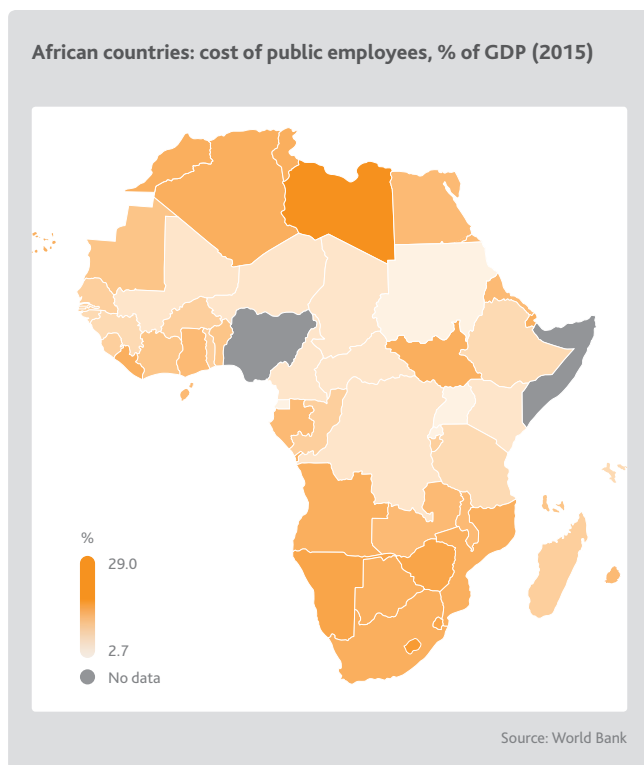 African countries: cost of public employees, % of GDP (2015)
%
29.0
2.7
No data
Source: World Bank